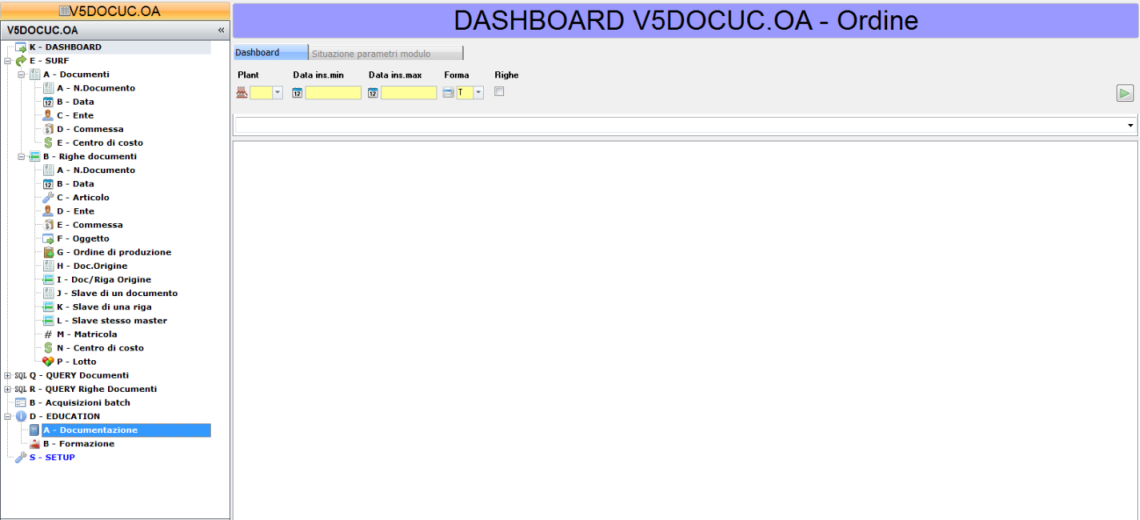 V5DOCUC.OA
V5DOCUC.OA «
K - DASHBOARD
E - SURF
A - Documenti
A - N.Documento
B - Data
C - Ente
D - Commessa
E - Centro di costo
B - Righe documenti
A - N.Documento
B - Data
C - Articolo
D - Ente
E - Commessa
F - Oggetto
G - Ordine di produzione
H - Doc.Origine
I - Doc/Riga Origine
J - Slave di un documento
K - Slave di una riga
L - Slave stesso master
# M - Matricola
N - Centro di costo
P - Lotto
SQL Q - QUERY Documenti
SQL R - QUERY Righe Documenti
B - Acquisizioni batch
D - EDUCATION
A - Documentazione
B - Formazione
S - SETUP
DASHBOARD V5DOCUC.OA - Ordine
Dashboard Situazione parametri modulo
Plant Data ins.min Data ins.max Forma Righe
12 12 T